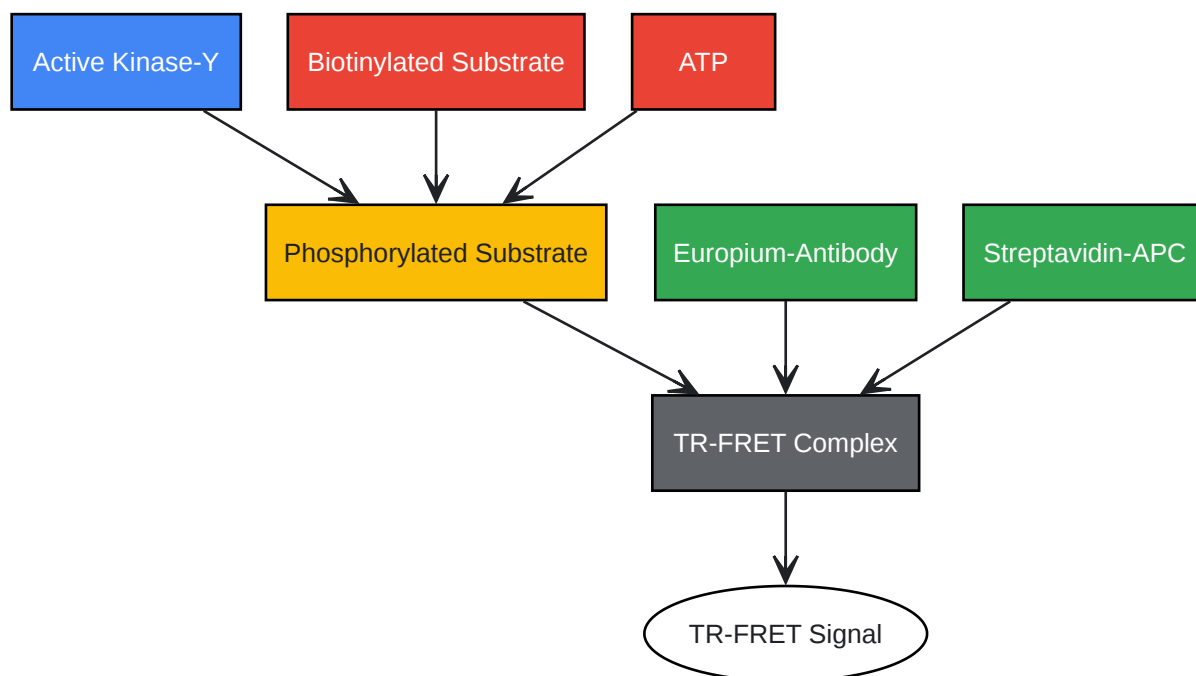 Active Kinase-Y
Biotinylated Substrate
ATP
Phosphorylated Substrate
Europium-Antibody
Streptavidin-APC
TR-FRET Complex
TR-FRET Signal